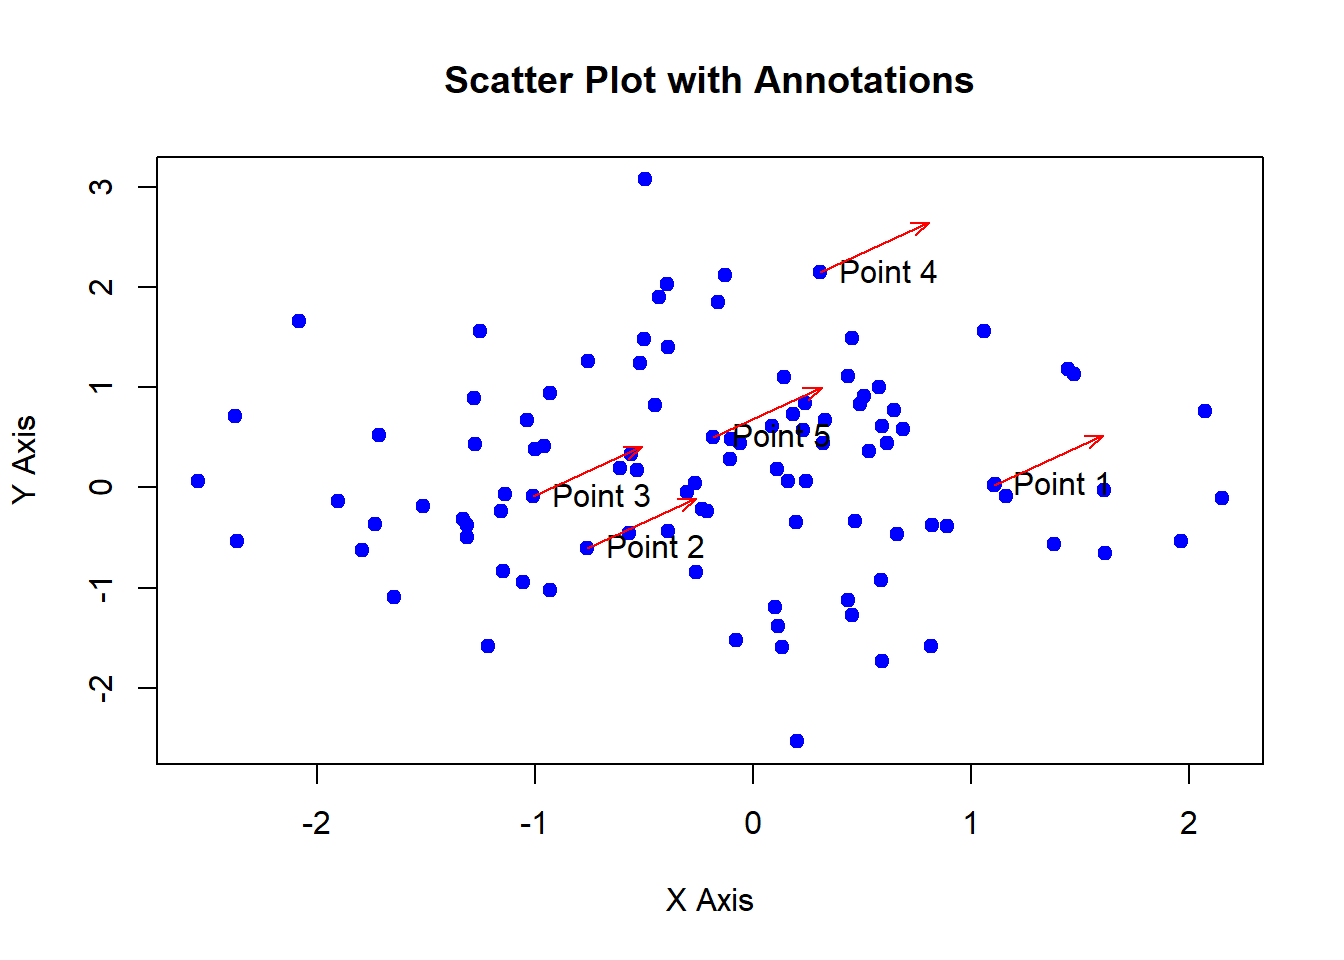 Scatter Plot with Annotations
3
2
1
0
-1
-2
Y Axis
Point 4
Point 5
Point 1
Point 3
Point 2
-2 -1 0 1 2
X Axis